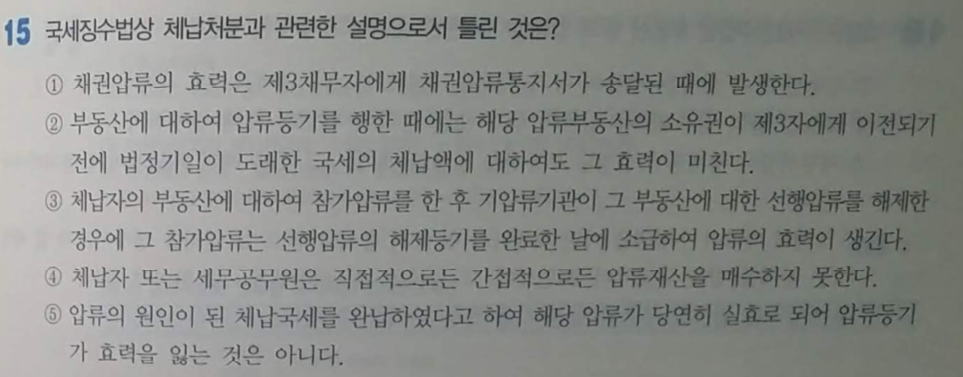 15 국세징수법상 체납처분과 관련한 설명으로서 틀린 것은?
① 채권압류의 효력은 제3채무자에게 채권압류통지서가 송달된 때에 발생한다.
② 부동산에 대하여 압류등기를 행한 때에는 해당 압류부동산의 소유권이 제3자에게 이전되기
전에 법정기일이 도래한 국세의 체납액에 대하여도 그 효력이 미친다.
③ 체납자의 부동산에 대하여 참가압류를 한 후 기압류기관이 그 부동산에 대한 선행압류를 해제한
경우에 그 참가압류는 선행압류의 해제등기를 완료한 날에 소급하여 압류의 효력이 생긴다.
④ 체납자 또는 세무공무원은 직접적으로든 간접적으로든 압류재산을 매수하지 못한다.
⑤ 압류의 원인이 된 체납국세를 완납하였다고 하여 해당 압류가 당연히 실효로 되어 압류등기
가 효력을 잃는 것은 아니다.